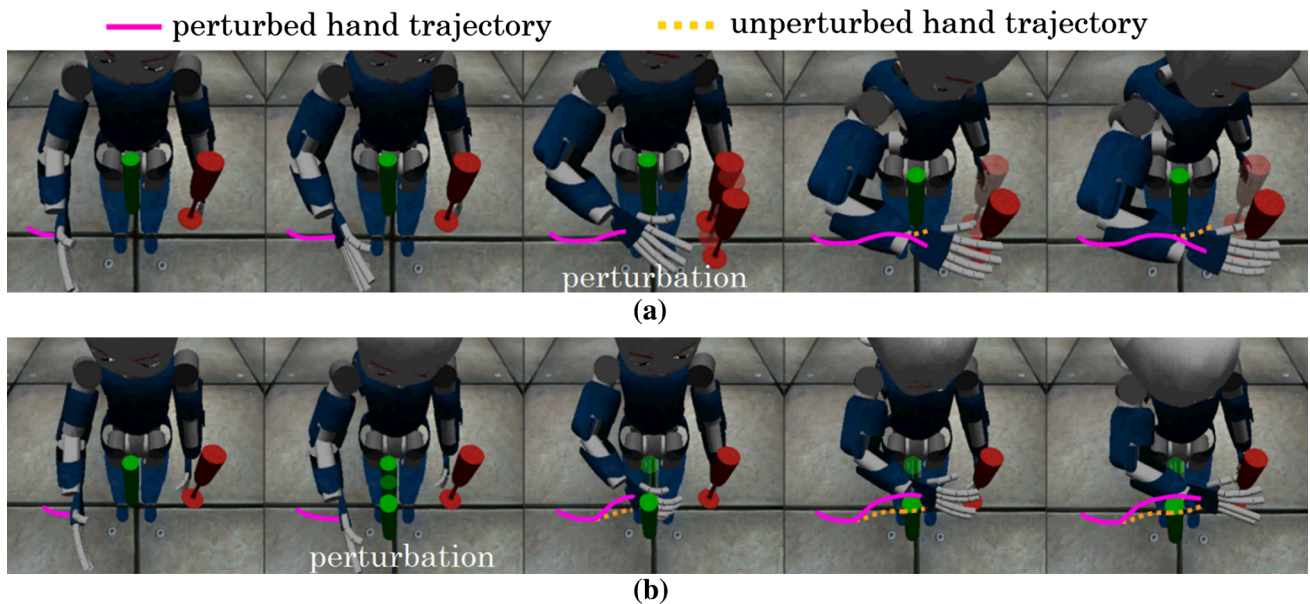 perturbed hand trajectory unperturbed hand trajectory
perturbation
(a)
perturbation
(b)